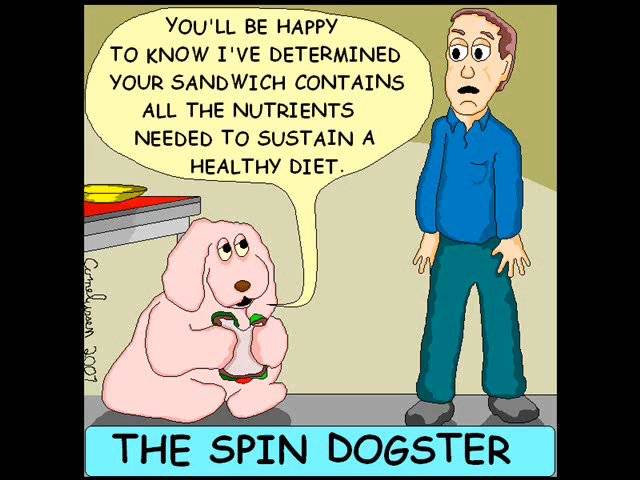 YOU'LL BE HAPPY
TO KNOW I'VE DETERMINED
YOUR SANDWICH CONTAINS
ALL THE NUTRIENTS
NEEDED TO SUSTAIN A
HEALTHY DIET.
2007
THE SPIN DOGSTER